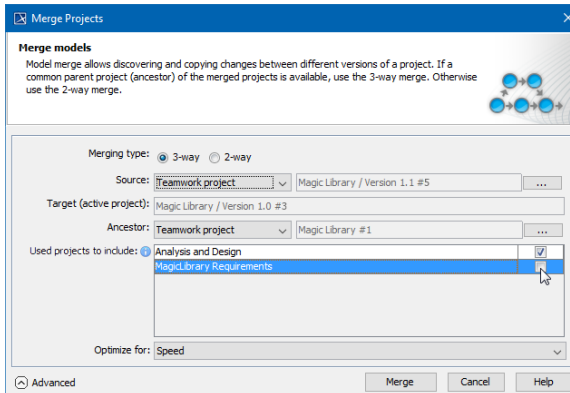 Merge Projects
Merge models
Model merge allows discovering and copying changes between different versions of a project. If a
common parent project (ancestor) of the merged projects is available, use the 3-way merge. Otherwise
use the 2-way merge.
Merging type: 3-way 2-way
Source: Teamwork project Magic Library / Version 1.1 #5 ...
Target (active project): Magic Library / Version 1.0 #3
Ancestor: Teamwork project Magic Library #1 ...
Used projects to include: Analysis and Design
MagicLibrary Requirements
Optimize for: Speed
Advanced Merge Cancel Help